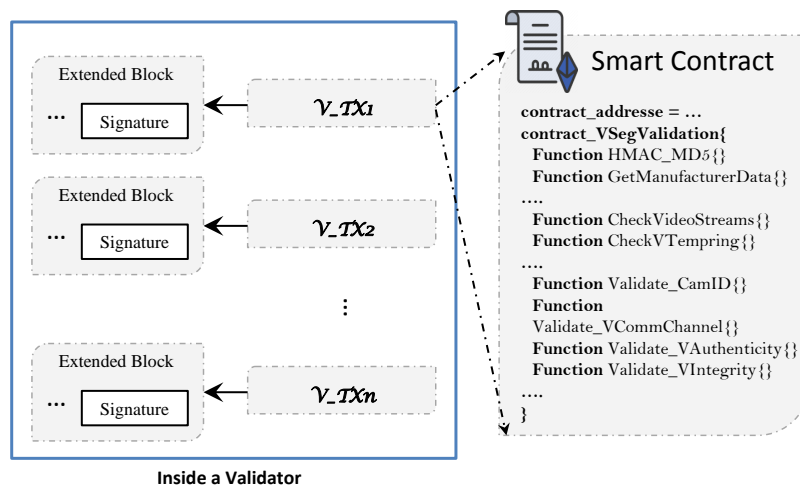 Extended Block
... Signature
V_TX1
Extended Block
... Signature
V_TX2
⋮
Extended Block
... Signature
V_TXn
Inside a Validator
Smart Contract
contract_addresse = ...
contract_VSegValidation{
Function HMAC_MD5{}
Function GetManufacturerData{}
....
Function CheckVideoStreams{}
Function CheckVTempring{}
....
Function Validate_CamID{}
Function
Validate_VCommChannel{}
Function Validate_VAuthenticity{}
Function Validate_VIntegrity{}
....
}